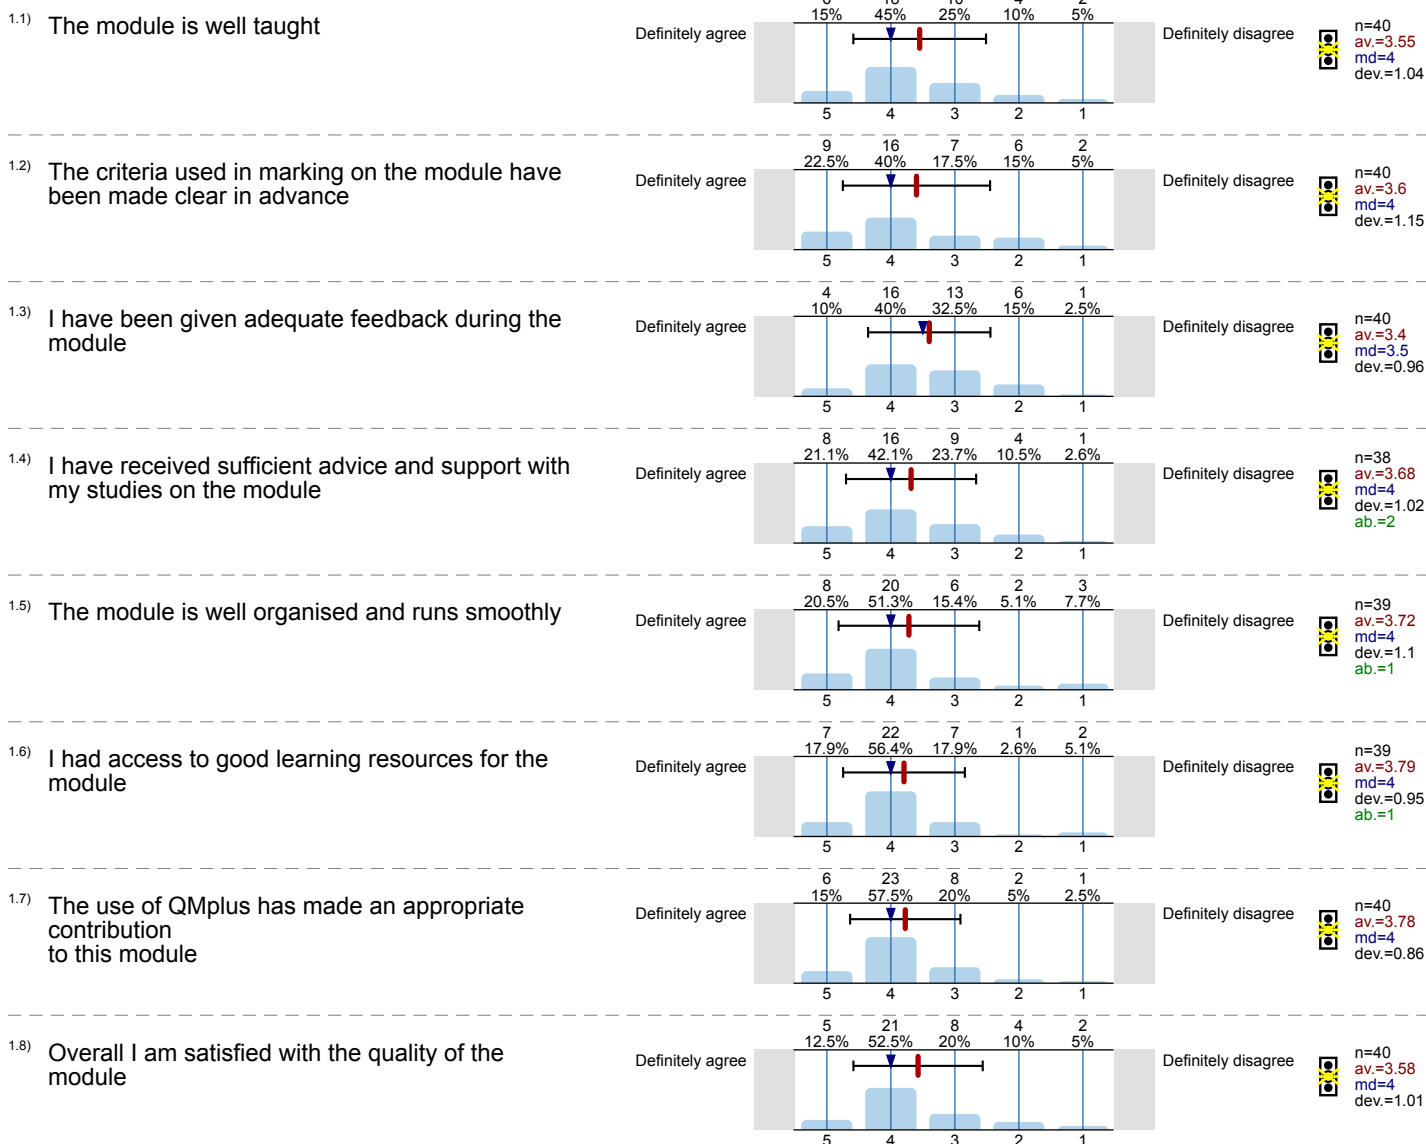 6 18 10 4 2
15% 45% 25% 10% 5%
1.1) The module is well taught
Definitely agree
Definitely disagree
n=40
av.=3.55
md=4
dev.=1.04
5 4 3 2 1
9 16 7 6 2
22.5% 40% 17.5% 15% 5%
1.2) The criteria used in marking on the module have
been made clear in advance
Definitely agree
Definitely disagree
n=40
av.=3.6
md=4
dev.=1.15
5 4 3 2 1
4 16 13 6 1
10% 40% 32.5% 15% 2.5%
1.3) I have been given adequate feedback during the
module
Definitely agree
Definitely disagree
n=40
av.=3.4
md=3.5
dev.=0.96
5 4 3 2 1
8 16 9 4 1
21.1% 42.1% 23.7% 10.5% 2.6%
1.4) I have received sufficient advice and support with
my studies on the module
Definitely agree
Definitely disagree
n=38
av.=3.68
md=4
dev.=1.02
ab.=2
5 4 3 2 1
8 20 6 2 3
20.5% 51.3% 15.4% 5.1% 7.7%
1.5) The module is well organised and runs smoothly
Definitely agree
Definitely disagree
n=39
av.=3.72
md=4
dev.=1.1
ab.=1
5 4 3 2 1
7 22 7 1 2
17.9% 56.4% 17.9% 2.6% 5.1%
1.6) I had access to good learning resources for the
module
Definitely agree
Definitely disagree
n=39
av.=3.79
md=4
dev.=0.95
ab.=1
5 4 3 2 1
6 23 8 2 1
15% 57.5% 20% 5% 2.5%
1.7) The use of QMplus has made an appropriate
contribution
to this module
Definitely agree
Definitely disagree
n=40
av.=3.78
md=4
dev.=0.86
5 4 3 2 1
5 21 8 4 2
12.5% 52.5% 20% 10% 5%
1.8) Overall I am satisfied with the quality of the
module
Definitely agree
Definitely disagree
n=40
av.=3.58
md=4
dev.=1.01
5 4 3 2 1